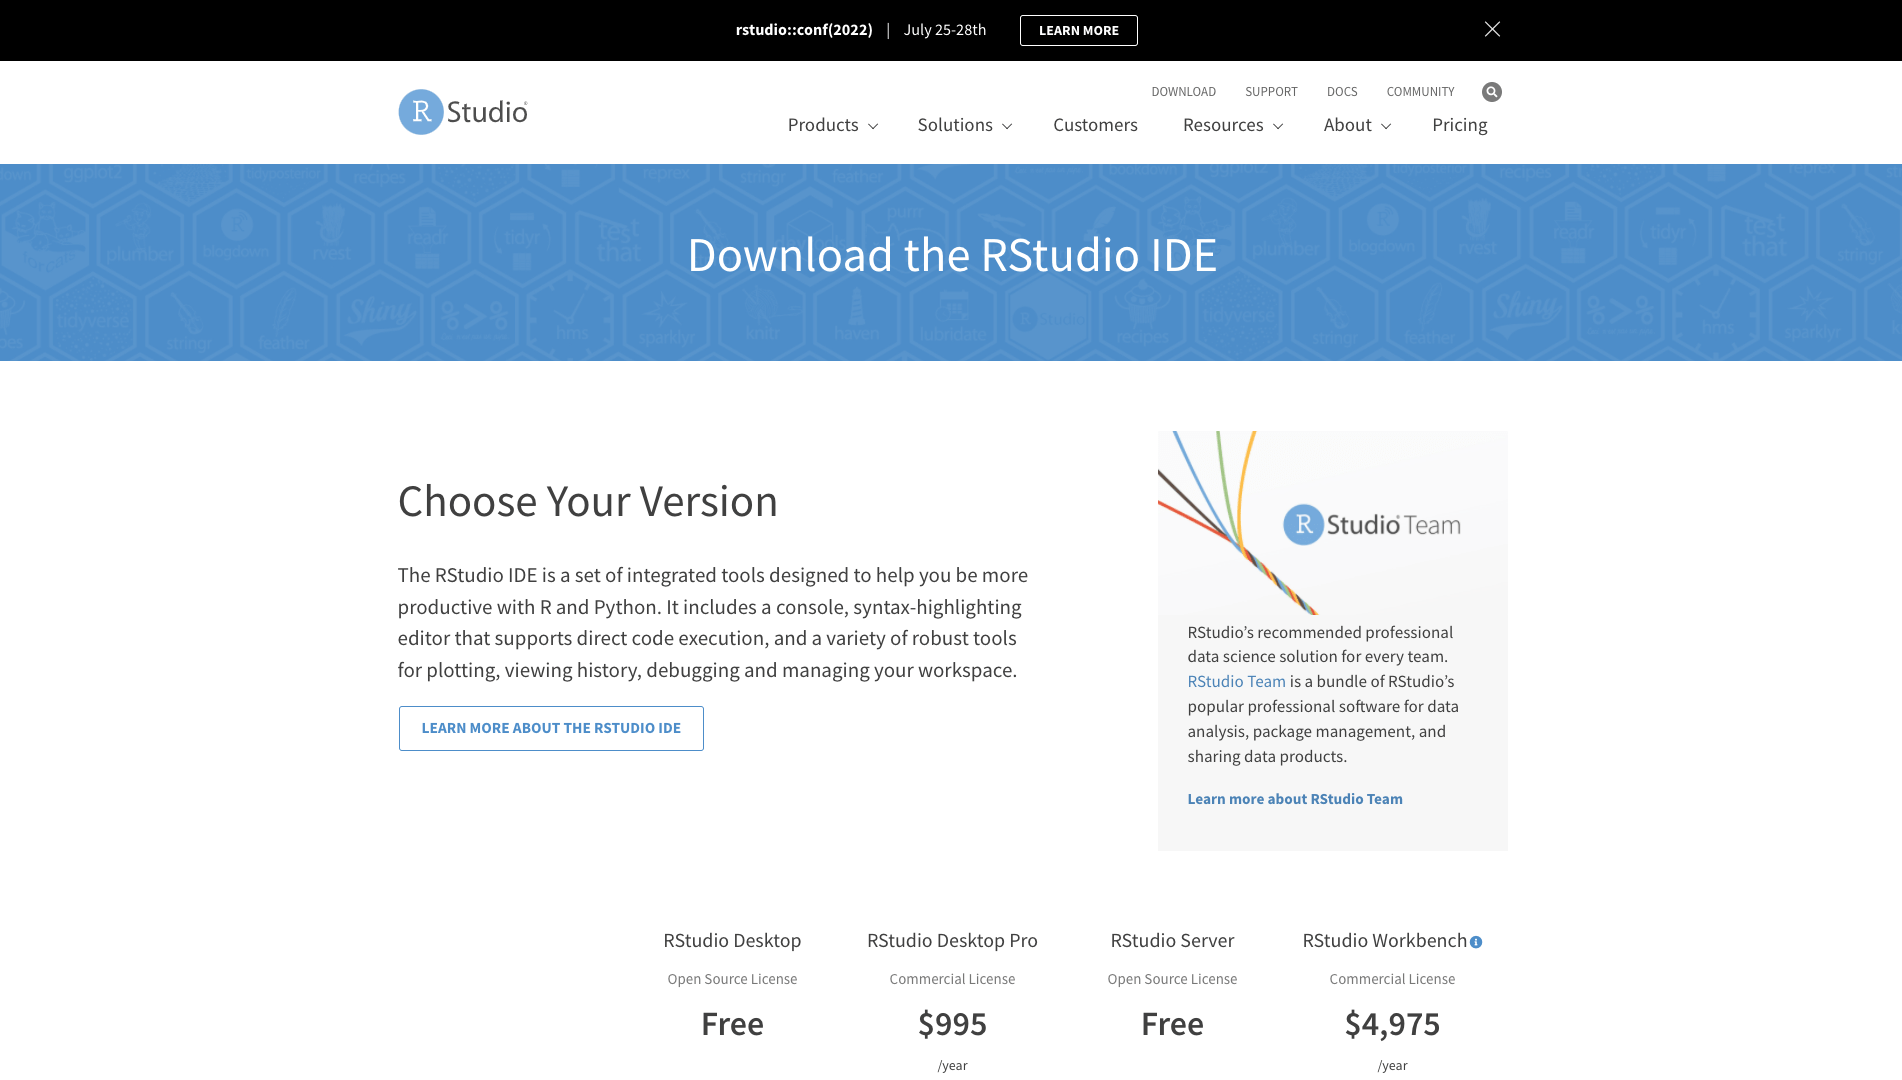 rstudio::conf(2022) | July 25-28th LEARN MORE
DOWNLOAD SUPPORT DOCS COMMUNITY
R Studio
Products Solutions Customers Resources About Pricing
Download the RStudio IDE
Choose Your Version
The RStudio IDE is a set of integrated tools designed to help you be more
productive with R and Python. It includes a console, syntax-highlighting
editor that supports direct code execution, and a variety of robust tools
for plotting, viewing history, debugging and managing your workspace.
LEARN MORE ABOUT THE RSTUDIO IDE
R Studio Team
RStudio’s recommended professional
data science solution for every team.
RStudio Team is a bundle of RStudio’s
popular professional software for data
analysis, package management, and
sharing data products.
Learn more about RStudio Team
RStudio Desktop RStudio Desktop Pro RStudio Server RStudio Workbench
Open Source License Commercial License Open Source License Commercial License
Free $995 Free $4,975
/year /year